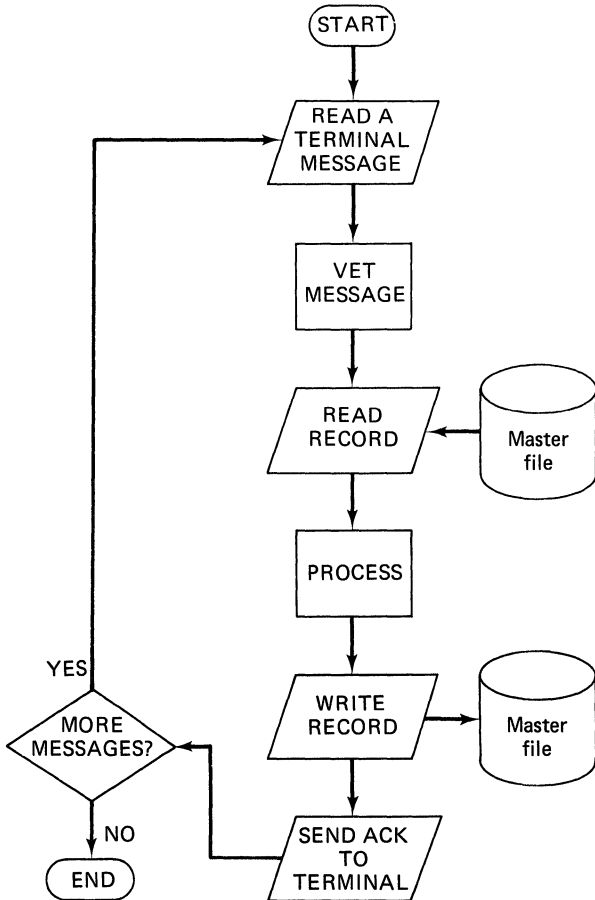 START
READ A
TERMINAL
MESSAGE
VET
MESSAGE
READ
RECORD
Master
file
PROCESS
YES
WRITE
RECORD
Master
file
MORE
MESSAGES?
SEND ACK
TO
TERMINAL
NO
END